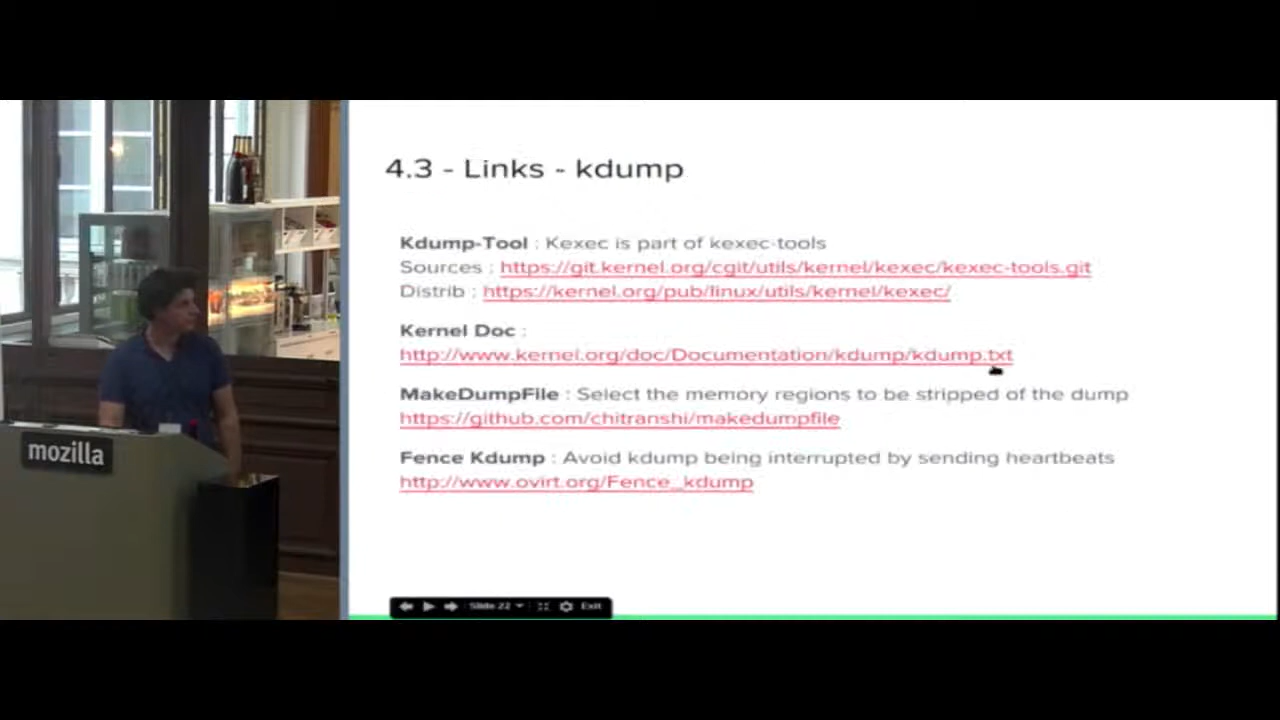 4.3 - Links - kdump
Kdump-Tool : Kexec is part of kexec-tools
Sources : https://git.kernel.org/cgit/utils/kernel/kexec/kexec-tools.git
Distrib : https://kernel.org/pub/linux/utils/kernel/kexec/
Kernel Doc :
http://www.kernel.org/doc/Documentation/kdump/kdump.txt
MakeDumpFile : Select the memory regions to be stripped of the dump
https://github.com/chitranshi/makedumpfile
Fence Kdump : Avoid kdump being interrupted by sending heartbeats
http://www.ovirt.org/Fence_kdump
mozilla
Slide 22
Exit